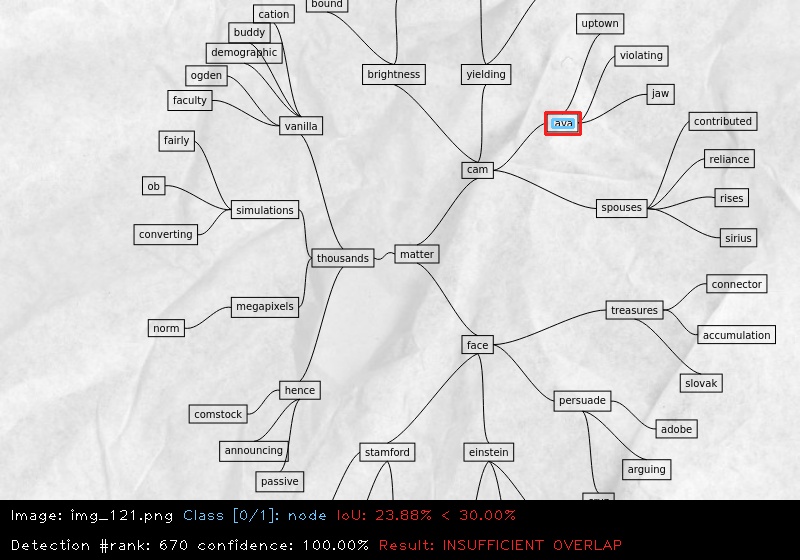 cation
bound
buddy
uptown
demographic
violating
ogden
brightness
yielding
jaw
faculty
vanilla
ava
contributed
fairly
reliance
cam
ob
rises
simulations
spouses
converting
sirius
thousands
matter
connector
megapixels
treasures
norm
accumulation
face
slovak
hence
persuade
comstock
adobe
announcing
stamford
einstein
arguing
passive
Image: img_121.png Class [0/1]: node IoU: 23.88% < 30.00%
Detection #rank: 670 confidence: 100.00% Result: INSUFFICIENT OVERLAP